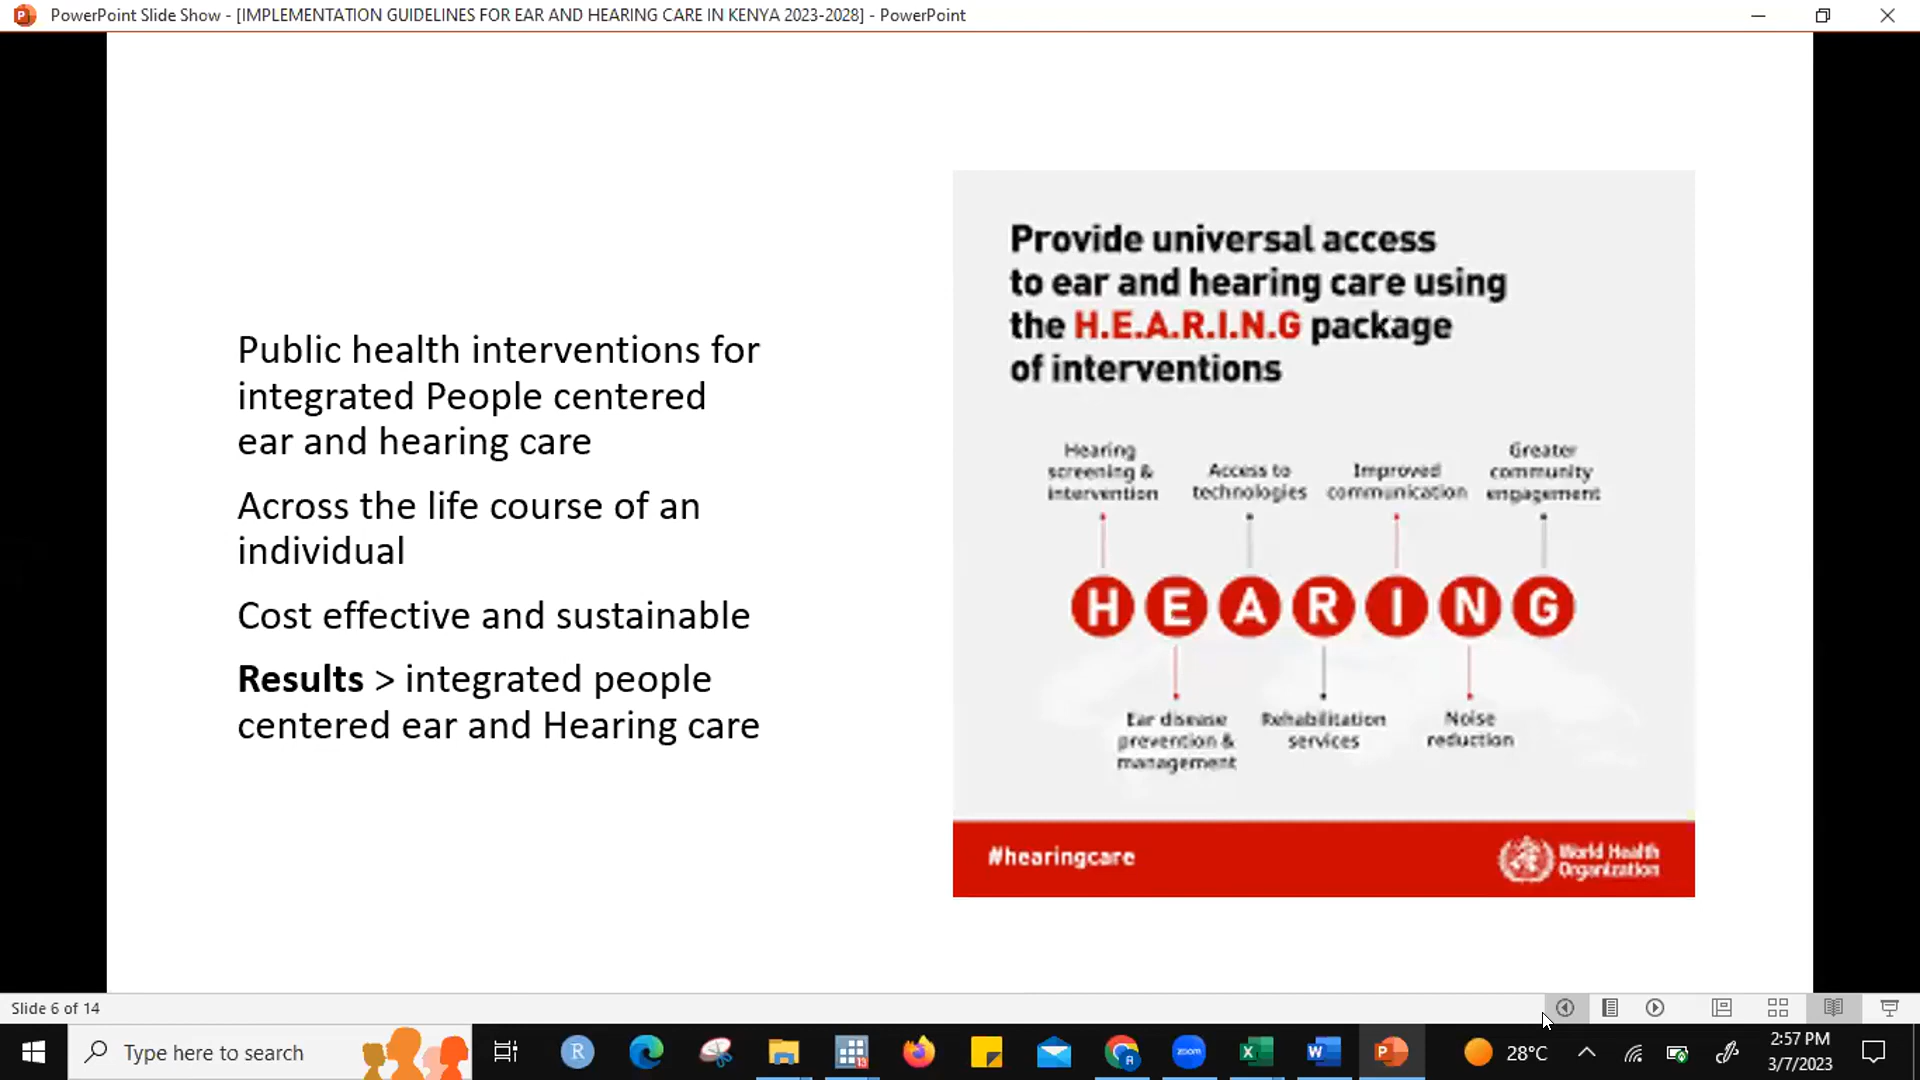 PowerPoint Slide Show - [IMPLEMENTATION GUIDELINES FOR EAR AND HEARING CARE IN KENYA 2023-2028] - PowerPoint
Public health interventions for
integrated People centered
ear and hearing care
Across the life course of an
individual
Cost effective and sustainable
Results > integrated people
centered ear and Hearing care
Provide universal access
to ear and hearing care using
the H.E.A.R.I.N.G package
of interventions
Hearing
screening &
intervention
Access to
technologies
Improved
communication
Greater
community
engagement
HEARING
Ear disease
prevention &
management
Rehabilitation
services
Noise
reduction
#hearingcare
World Health
Organization
Slide 6 of 14
Type here to search
zoom
28°C
2:57 PM
3/7/2023